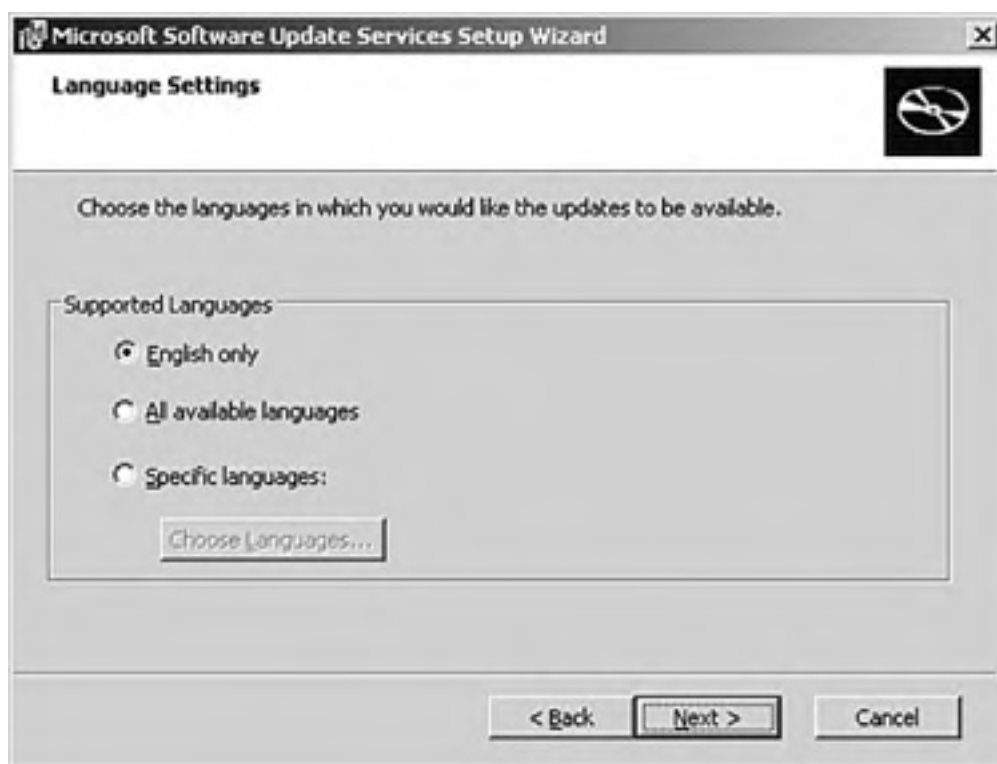 Microsoft Software Update Services Setup Wizard
Language Settings
Choose the languages in which you would like the updates to be available.
Supported Languages
English only
All available languages
Specific languages:
Choose Languages...
< Back Next > Cancel